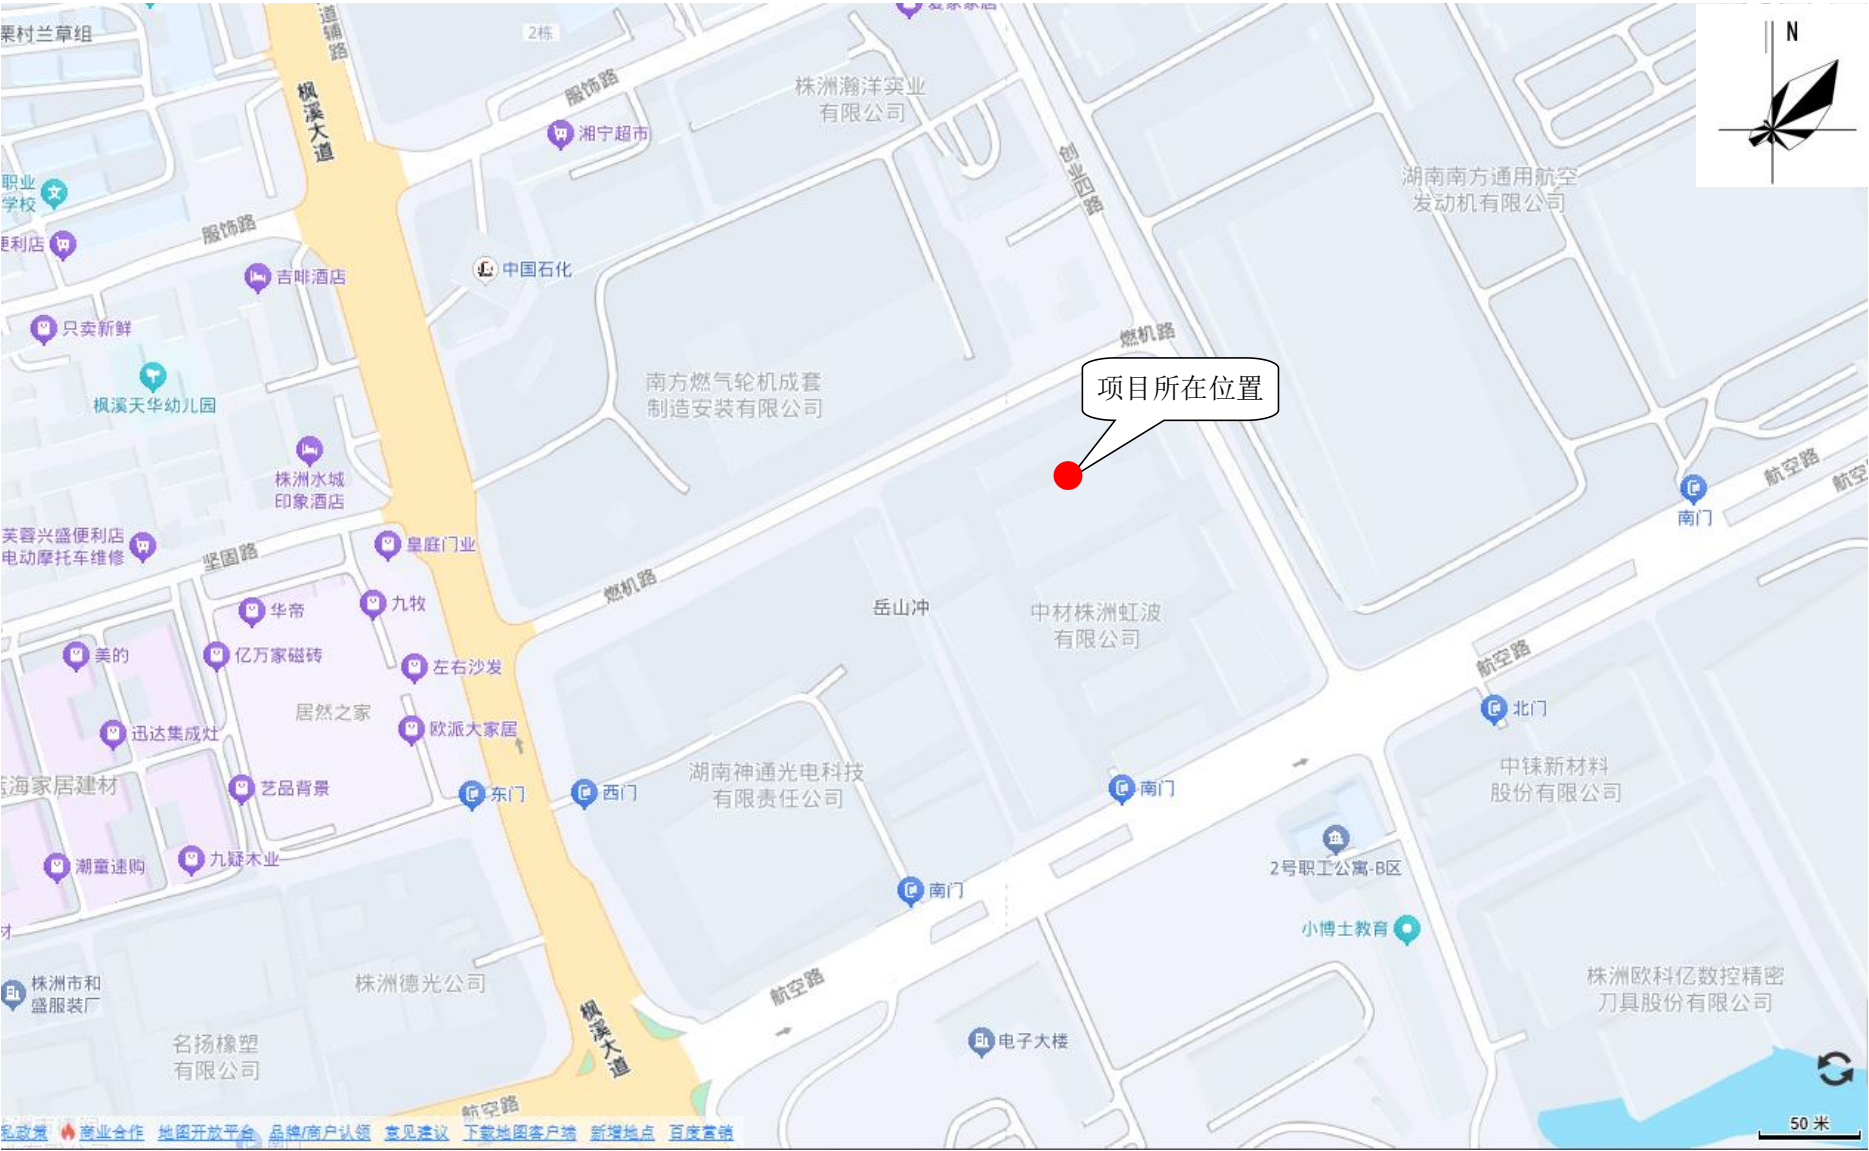 栗村兰草组
道辅路
2栋
N
枫溪大道
服饰路
株洲瀚洋实业
有限公司
湘宁超市
创业四路
湖南南方通用航空
发动机有限公司
职业
学校
服饰路
便利店
吉啡酒店
中国石化
只卖新鲜
燃机路
项目所在位置
枫溪天华幼儿园
南方燃气轮机成套
制造安装有限公司
株洲水城
印象酒店
航空路
航空
南门
芙蓉兴盛便利店
电动摩托车维修
坚固路
皇庭门业
燃机路
华帝
九牧
岳山冲
中材株洲虹波
有限公司
美的
亿万家磁砖
左右沙发
航空路
居然之家
欧派大家居
北门
迅达集成灶
湖南神通光电科技
有限责任公司
中铼新材料
股份有限公司
海家居建材
艺品背景
东门
西门
南门
2号职工公寓-B区
潮童速购
九疑木业
南门
小博士教育
材
株洲市和
盛服装厂
株洲德光公司
航空路
株洲欧科亿数控精密
刀具股份有限公司
枫溪大道
名扬橡塑
有限公司
电子大楼
航空路
私政策 商业合作 地图开放平台 品牌/商户认领 意见建议 下载地图客户端 新增地点 百度营销
50 米